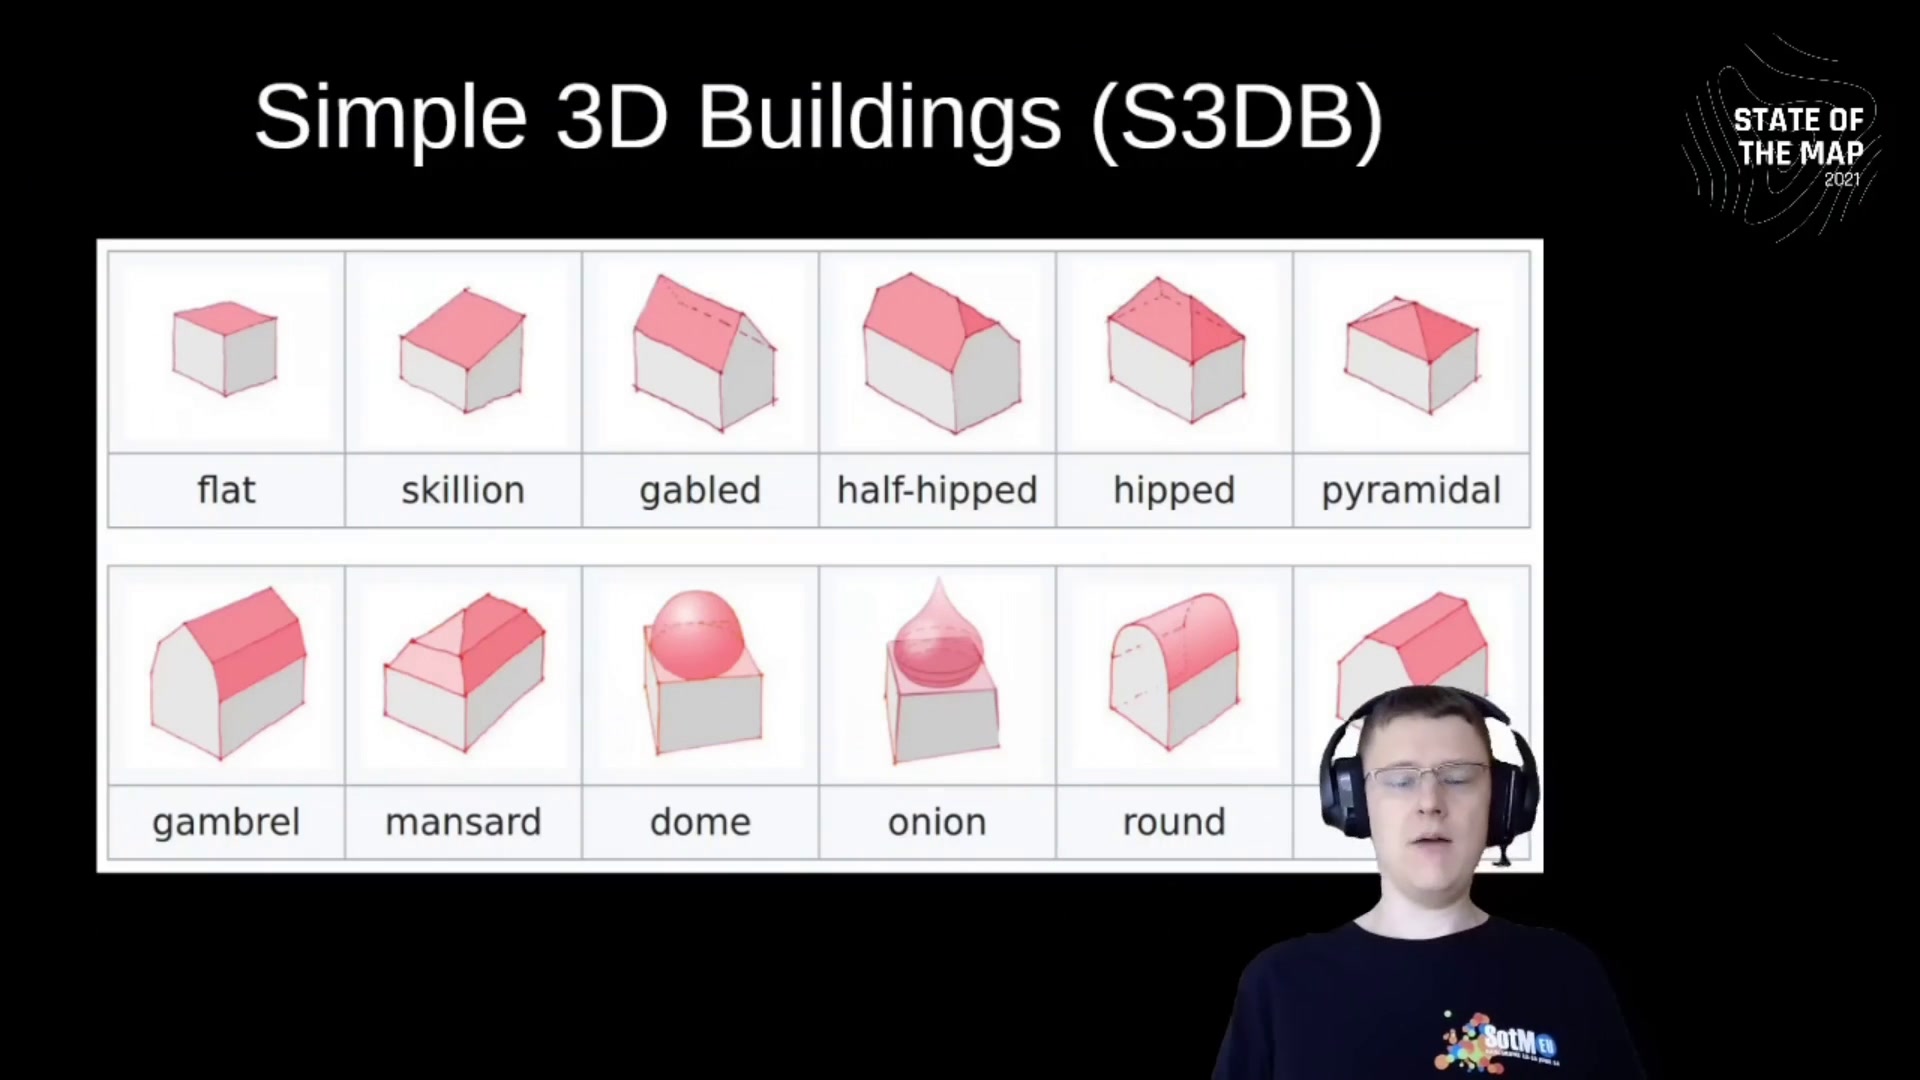 Simple 3D Buildings (S3DB)
STATE OF
THE MAP
2021
flat
skillion
gabled
half-hipped
hipped
pyramidal
gambrel
mansard
dome
onion
round
SotM EU